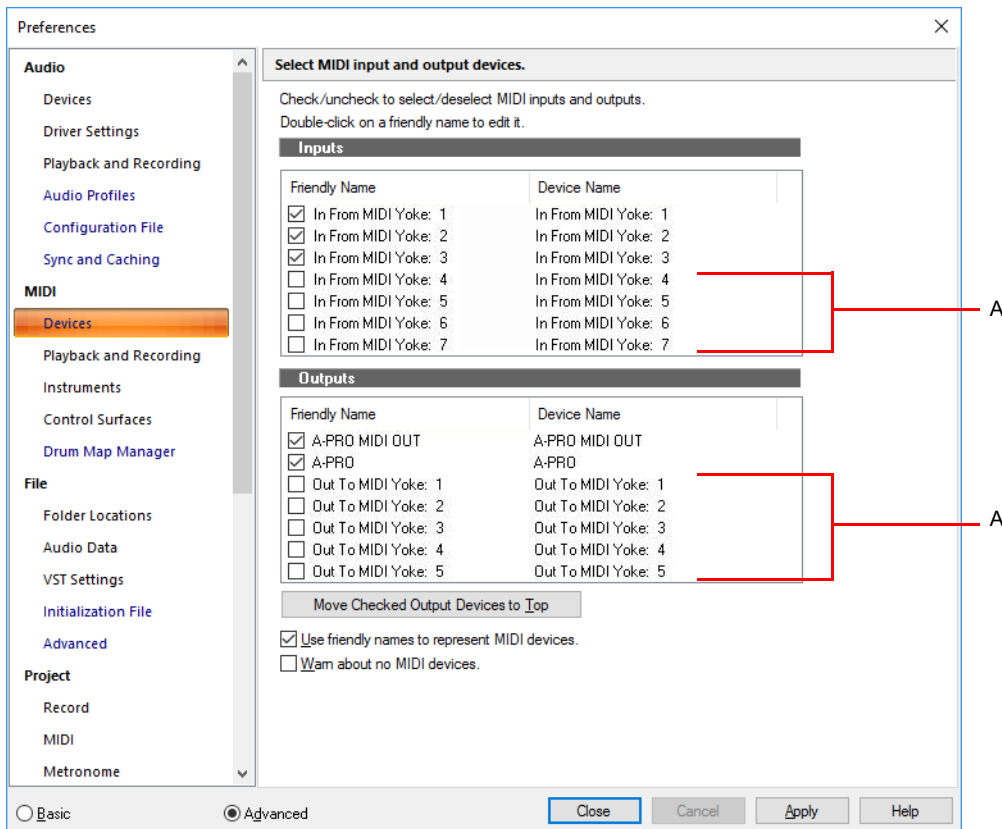 Preferences
Audio
Devices
Driver Settings
Playback and Recording
Audio Profiles
Configuration File
Sync and Caching
MIDI
Devices
Playback and Recording
Instruments
Control Surfaces
Drum Map Manager
File
Folder Locations
Audio Data
VST Settings
Initialization File
Advanced
Project
Record
MIDI
Metronome
Select MIDI input and output devices.
Check/uncheck to select/deselect MIDI inputs and outputs.
Double-click on a friendly name to edit it.
Inputs
Friendly Name Device Name
In From MIDI Yoke: 1 In From MIDI Yoke: 1
In From MIDI Yoke: 2 In From MIDI Yoke: 2
In From MIDI Yoke: 3 In From MIDI Yoke: 3
In From MIDI Yoke: 4 In From MIDI Yoke: 4
In From MIDI Yoke: 5 In From MIDI Yoke: 5
In From MIDI Yoke: 6 In From MIDI Yoke: 6
In From MIDI Yoke: 7 In From MIDI Yoke: 7
A
Outputs
Friendly Name Device Name
A-PRO MIDI OUT A-PRO MIDI OUT
A-PRO A-PRO
Out To MIDI Yoke: 1 Out To MIDI Yoke: 1
Out To MIDI Yoke: 2 Out To MIDI Yoke: 2
Out To MIDI Yoke: 3 Out To MIDI Yoke: 3
Out To MIDI Yoke: 4 Out To MIDI Yoke: 4
Out To MIDI Yoke: 5 Out To MIDI Yoke: 5
A
Move Checked Output Devices to Top
Use friendly names to represent MIDI devices.
Warn about no MIDI devices.
Basic Advanced Close Cancel Apply Help